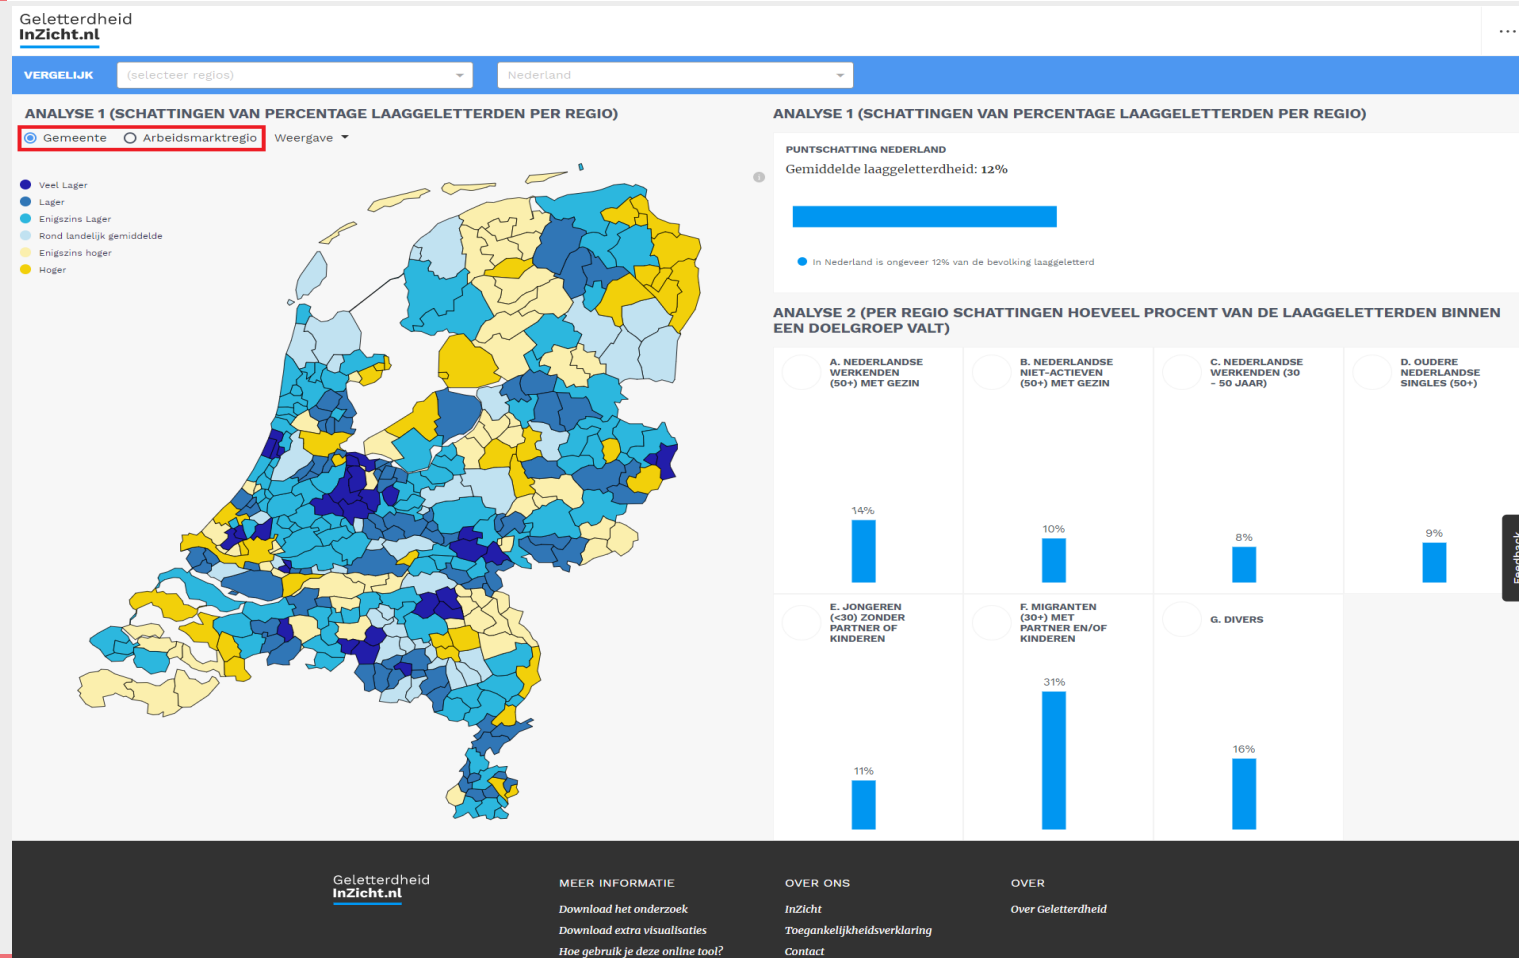 Geletterdheid
InZicht.nl
...
VERGELIJK
(selecteer regios)
Nederland
ANALYSE 1 (SCHATTINGEN VAN PERCENTAGE LAAGGELETTERDEN PER REGIO)
Gemeente
Arbeidsmarktregio
Weergave
Veel Lager
Lager
Enigszins Lager
Rond landelijk gemiddelde
Enigszins hoger
Hoger
ANALYSE 1 (SCHATTINGEN VAN PERCENTAGE LAAGGELETTERDEN PER REGIO)
PUNTSCHATTING NEDERLAND
Gemiddelde laaggeletterdheid: 12%
In Nederland is ongeveer 12% van de bevolking laaggeletterd
ANALYSE 2 (PER REGIO SCHATTINGEN HOEVEEL PROCENT VAN DE LAAGGELETTERDEN BINNEN
EEN DOELGROEP VALT)
A. NEDERLANDSE
WERKENDEN
(50+) MET GEZIN
14%
B. NEDERLANDSE
NIET-ACTIEVEN
(50+) MET GEZIN
10%
C. NEDERLANDSE
WERKENDEN (30
- 50 JAAR)
8%
D. OUDERE
NEDERLANDSE
SINGLES (50+)
9%
E. JONGEREN
(<30) ZONDER
PARTNER OF
KINDEREN
11%
F. MIGRANTEN
(30+) MET
PARTNER EN/OF
KINDEREN
31%
G. DIVERS
16%
Feedback
Geletterdheid
InZicht.nl
MEER INFORMATIE
Download het onderzoek
Download extra visualisaties
Hoe gebruik je deze online tool?
OVER ONS
InZicht
Toegankelijkheidsverklaring
Contact
OVER
Over Geletterdheid